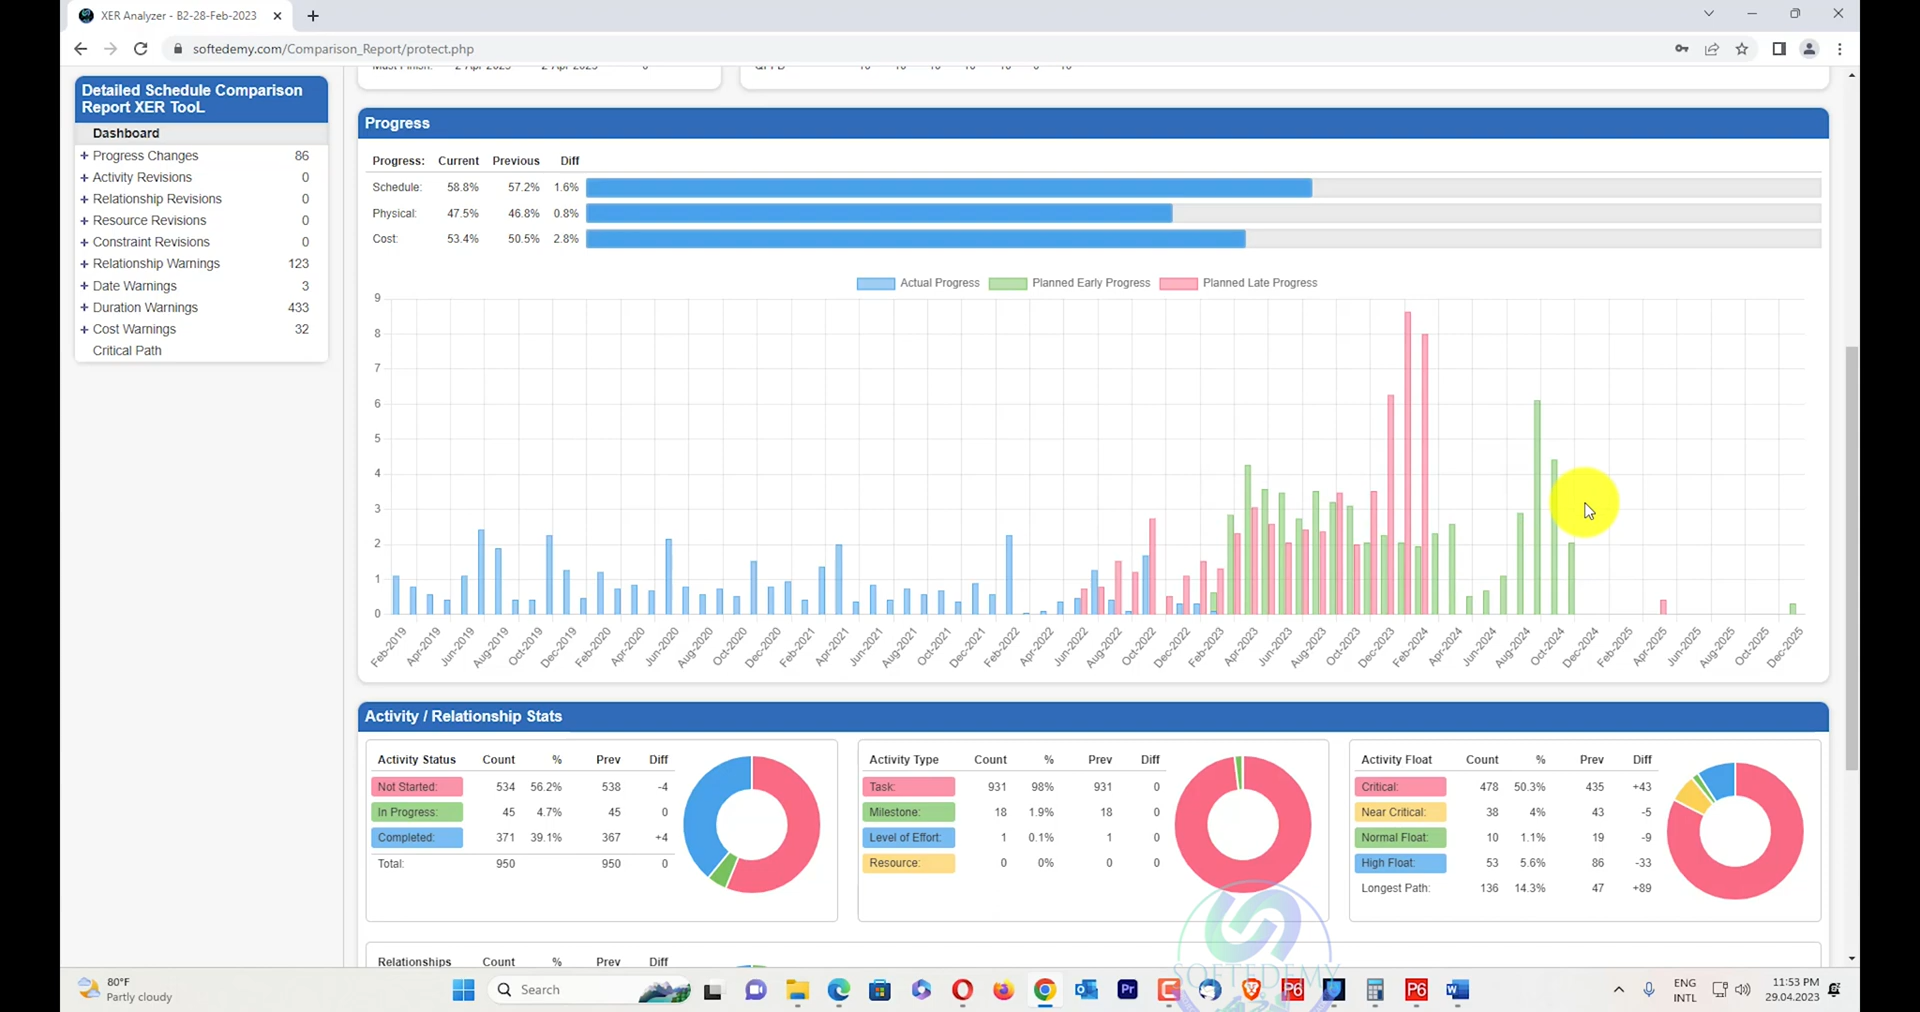 XER Analyzer - B2-28-Feb-2023
softedemy.com/Comparison_Report/protect.php
Detailed Schedule Comparison
Report XER TooL
Dashboard
+ Progress Changes 86
+ Activity Revisions 0
+ Relationship Revisions 0
+ Resource Revisions 0
+ Constraint Revisions 0
+ Relationship Warnings 123
+ Date Warnings 3
+ Duration Warnings 433
+ Cost Warnings 32
Critical Path
Progress
Progress: Current Previous Diff
Schedule: 58.8% 57.2% 1.6%
Physical: 47.5% 46.8% 0.8%
Cost: 53.4% 50.5% 2.8%
Actual Progress Planned Early Progress Planned Late Progress
9
8
7
6
5
4
3
2
1
0
Feb-2019 Apr-2019 Jun-2019 Aug-2019 Oct-2019 Dec-2019 Feb-2020 Apr-2020 Jun-2020 Aug-2020 Oct-2020 Dec-2020 Feb-2021 Apr-2021 Jun-2021 Aug-2021 Oct-2021 Dec-2021 Feb-2022 Apr-2022 Jun-2022 Aug-2022 Oct-2022 Dec-2022 Feb-2023 Apr-2023 Jun-2023 Aug-2023 Oct-2023 Dec-2023 Feb-2024 Apr-2024 Jun-2024 Aug-2024 Oct-2024 Dec-2024 Feb-2025 Apr-2025 Jun-2025 Aug-2025 Oct-2025 Dec-2025
Activity / Relationship Stats
Activity Status Count % Prev Diff
Not Started: 534 56.2% 538 -4
In Progress: 45 4.7% 45 0
Completed: 371 39.1% 367 +4
Total: 950 950 0
Activity Type Count % Prev Diff
Task: 931 98% 931 0
Milestone: 18 1.9% 18 0
Level of Effort: 1 0.1% 1 0
Resource: 0 0% 0 0
Activity Float Count % Prev Diff
Critical: 478 50.3% 435 +43
Near Critical: 38 4% 43 -5
Normal Float: 10 1.1% 19 -9
High Float: 53 5.6% 86 -33
Longest Path: 136 14.3% 47 +89
Relationships Count % Prev Diff
SOFTEDEMY
80°F
Partly cloudy
Search
Pr
P6
P6
ENG
INTL
11:53 PM
29.04.2023